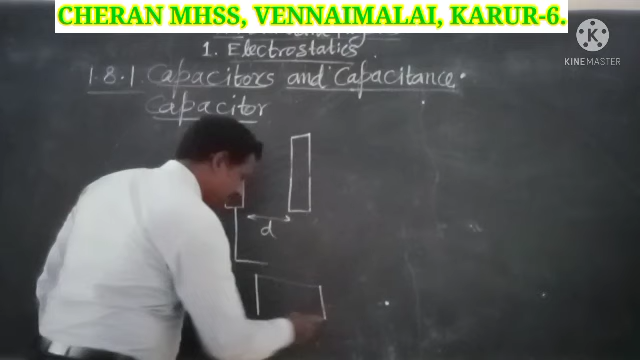 CHERAN MHSS, VENNAIMALAI, KARUR-6.
K
KINEMASTER
1. Electrostatics
1.8.1. Capacitors and Capacitance.
Capacitor
d